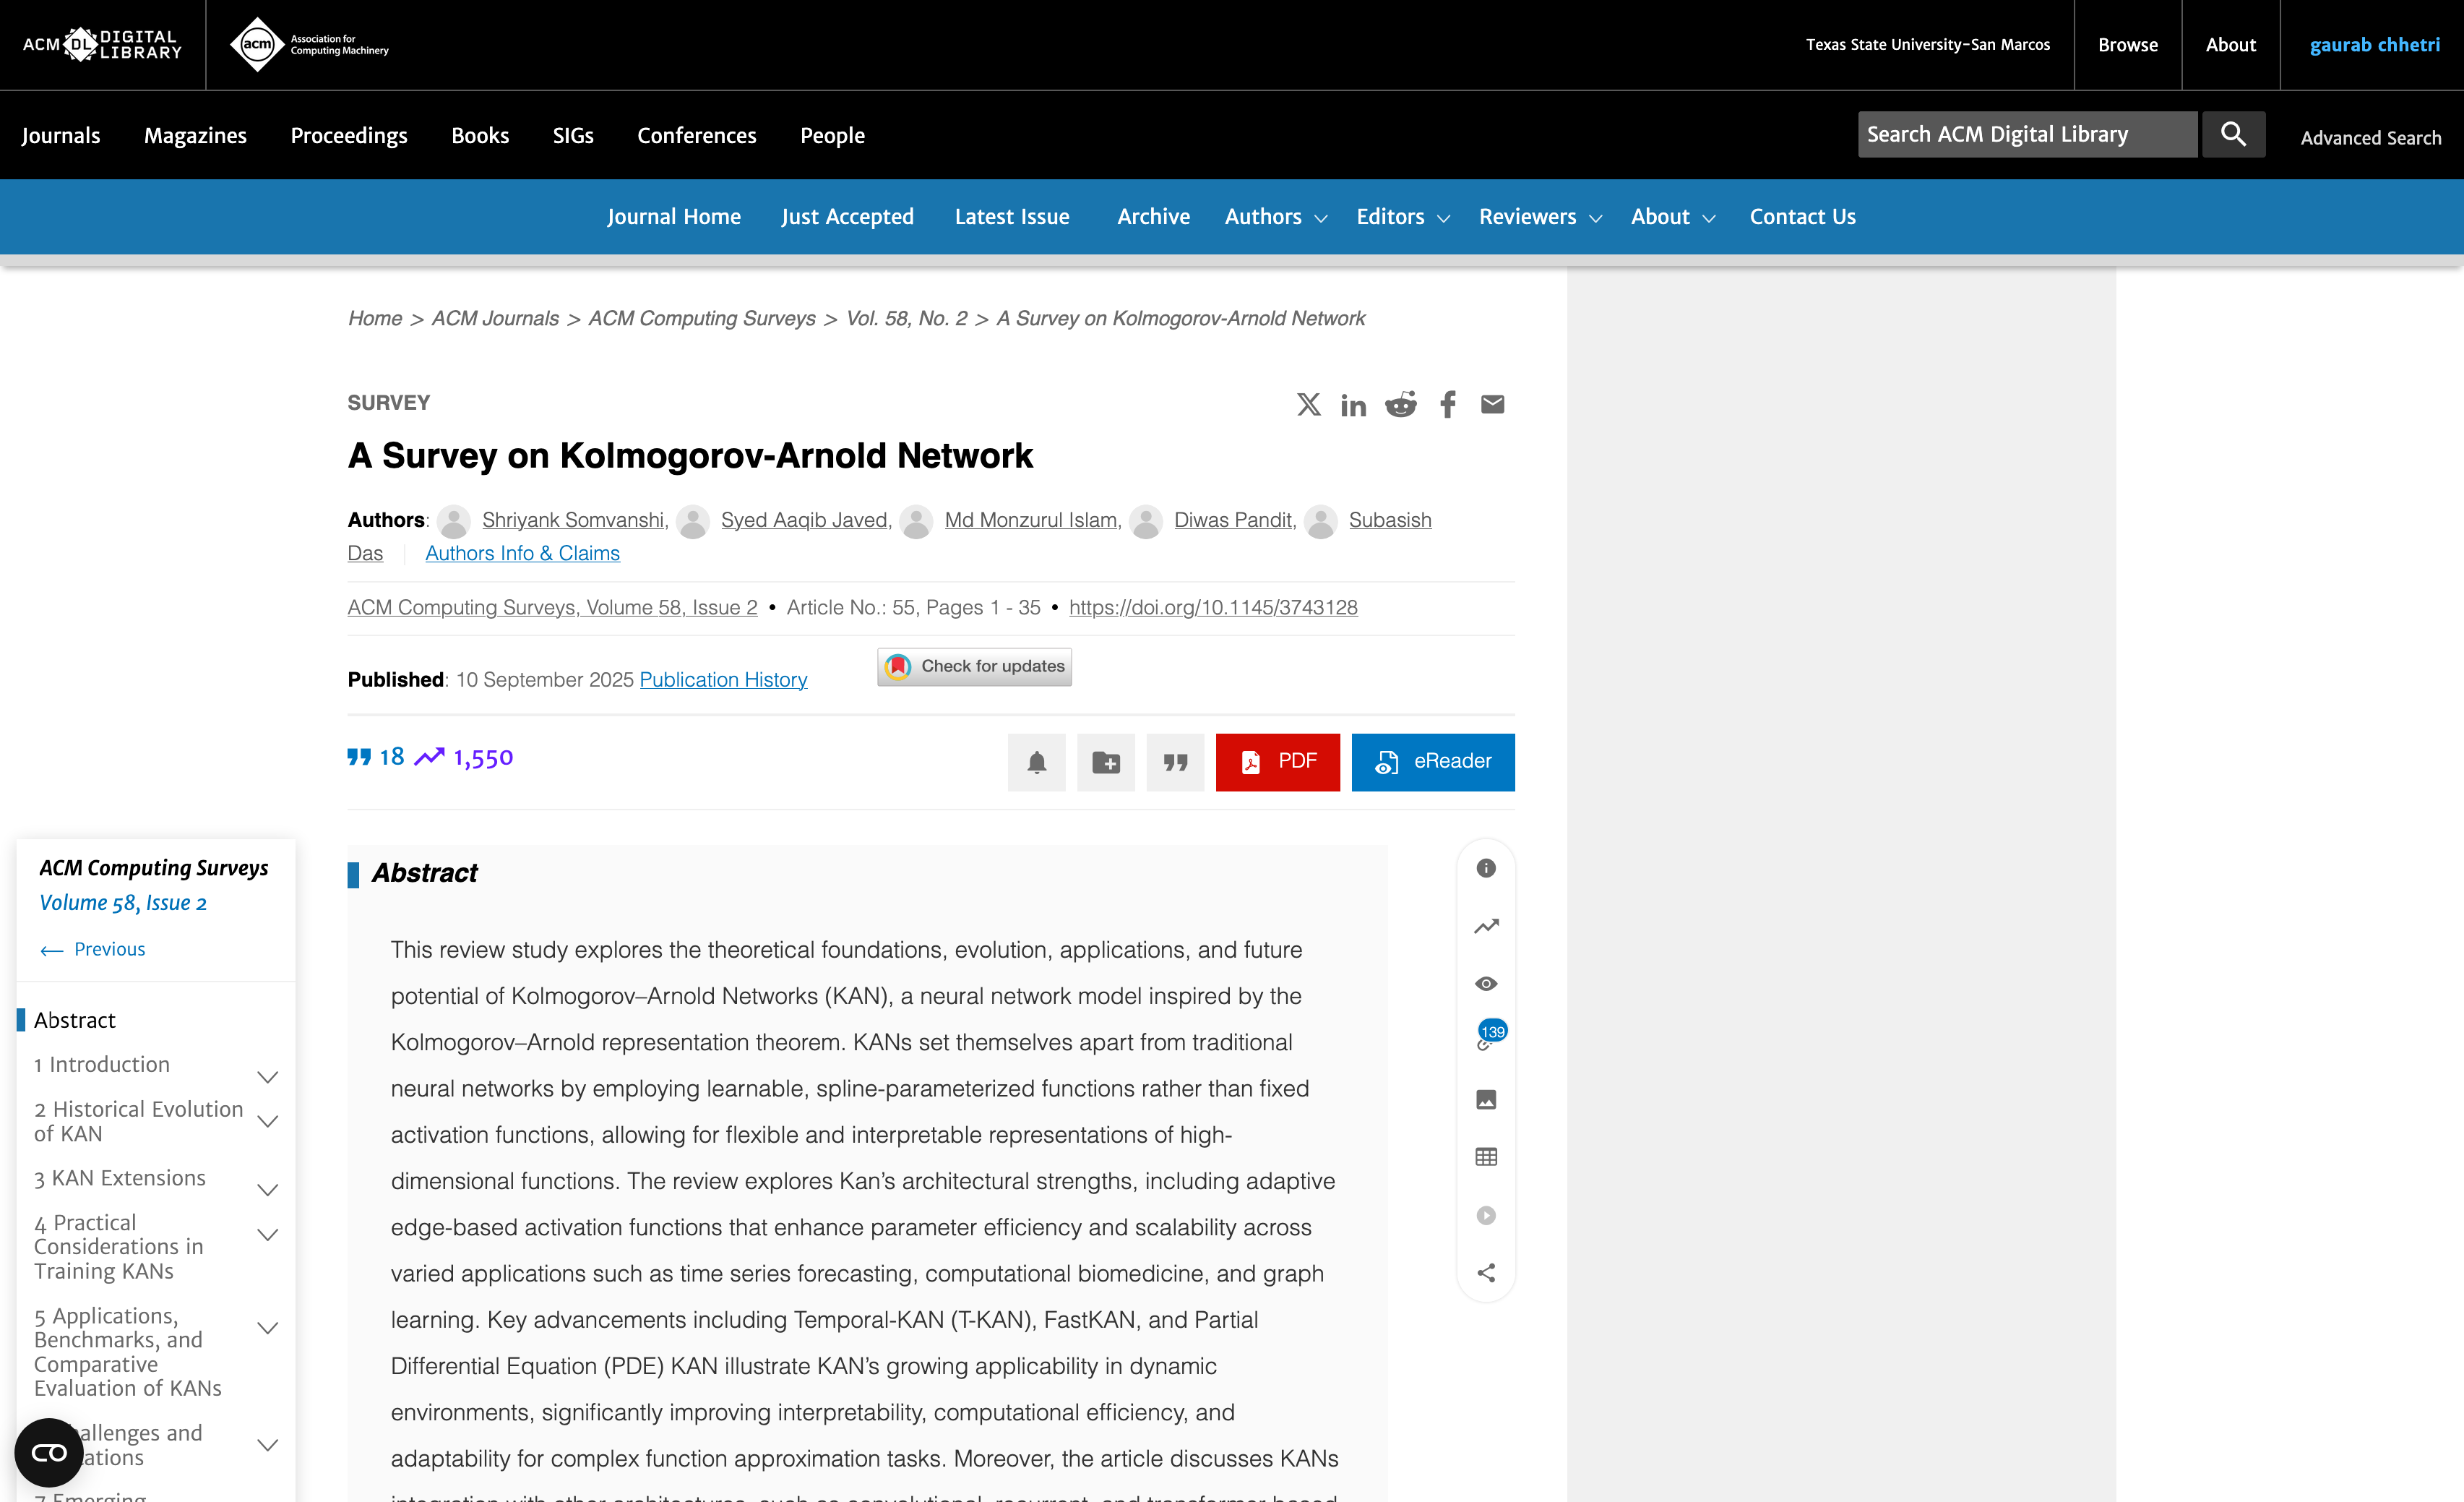 ACM DL DIGITAL LIBRARY
acm Association for Computing Machinery
Texas State University-San Marcos
Browse
About
gaurab chhetri
Journals Magazines Proceedings Books SIGs Conferences People
Search ACM Digital Library
Advanced Search
Journal Home Just Accepted Latest Issue Archive Authors Editors Reviewers About Contact Us
Home > ACM Journals > ACM Computing Surveys > Vol. 58, No. 2 > A Survey on Kolmogorov-Arnold Network
SURVEY
A Survey on Kolmogorov-Arnold Network
Authors: Shriyank Somvanshi, Syed Aaqib Javed, Md Monzurul Islam, Diwas Pandit, Subasish
Das Authors Info & Claims
ACM Computing Surveys, Volume 58, Issue 2 • Article No.: 55, Pages 1 - 35 • https://doi.org/10.1145/3743128
Published: 10 September 2025 Publication History
Check for updates
18 1,550
PDF
eReader
ACM Computing Surveys
Volume 58, Issue 2
Previous
Abstract
1 Introduction
2 Historical Evolution
of KAN
3 KAN Extensions
4 Practical
Considerations in
Training KANs
5 Applications,
Benchmarks, and
Comparative
Evaluation of KANs
allenges and
ations
7 Emerging
Abstract
This review study explores the theoretical foundations, evolution, applications, and future
potential of Kolmogorov–Arnold Networks (KAN), a neural network model inspired by the
Kolmogorov–Arnold representation theorem. KANs set themselves apart from traditional
neural networks by employing learnable, spline-parameterized functions rather than fixed
activation functions, allowing for flexible and interpretable representations of high-
dimensional functions. The review explores Kan's architectural strengths, including adaptive
edge-based activation functions that enhance parameter efficiency and scalability across
varied applications such as time series forecasting, computational biomedicine, and graph
learning. Key advancements including Temporal-KAN (T-KAN), FastKAN, and Partial
Differential Equation (PDE) KAN illustrate KAN's growing applicability in dynamic
environments, significantly improving interpretability, computational efficiency, and
adaptability for complex function approximation tasks. Moreover, the article discusses KANs
integration with other architectures, such as convolutional, recurrent, and transformer-based
139